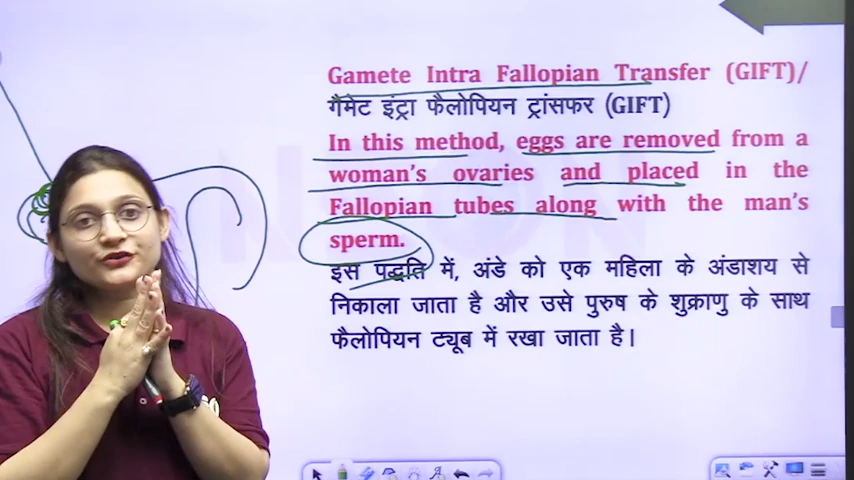 Gamete Intra Fallopian Transfer (GIFT)/
गैमेट इंट्रा फैलोपियन ट्रांसफर (GIFT)
In this method, eggs are removed from a
woman's ovaries and placed in the
Fallopian tubes along with the man's
sperm.
इस पद्धति में, अंडे को एक महिला के अंडाशय से
निकाला जाता है और उसे पुरुष के शुक्राणु के साथ
फैलोपियन ट्यूब में रखा जाता है।